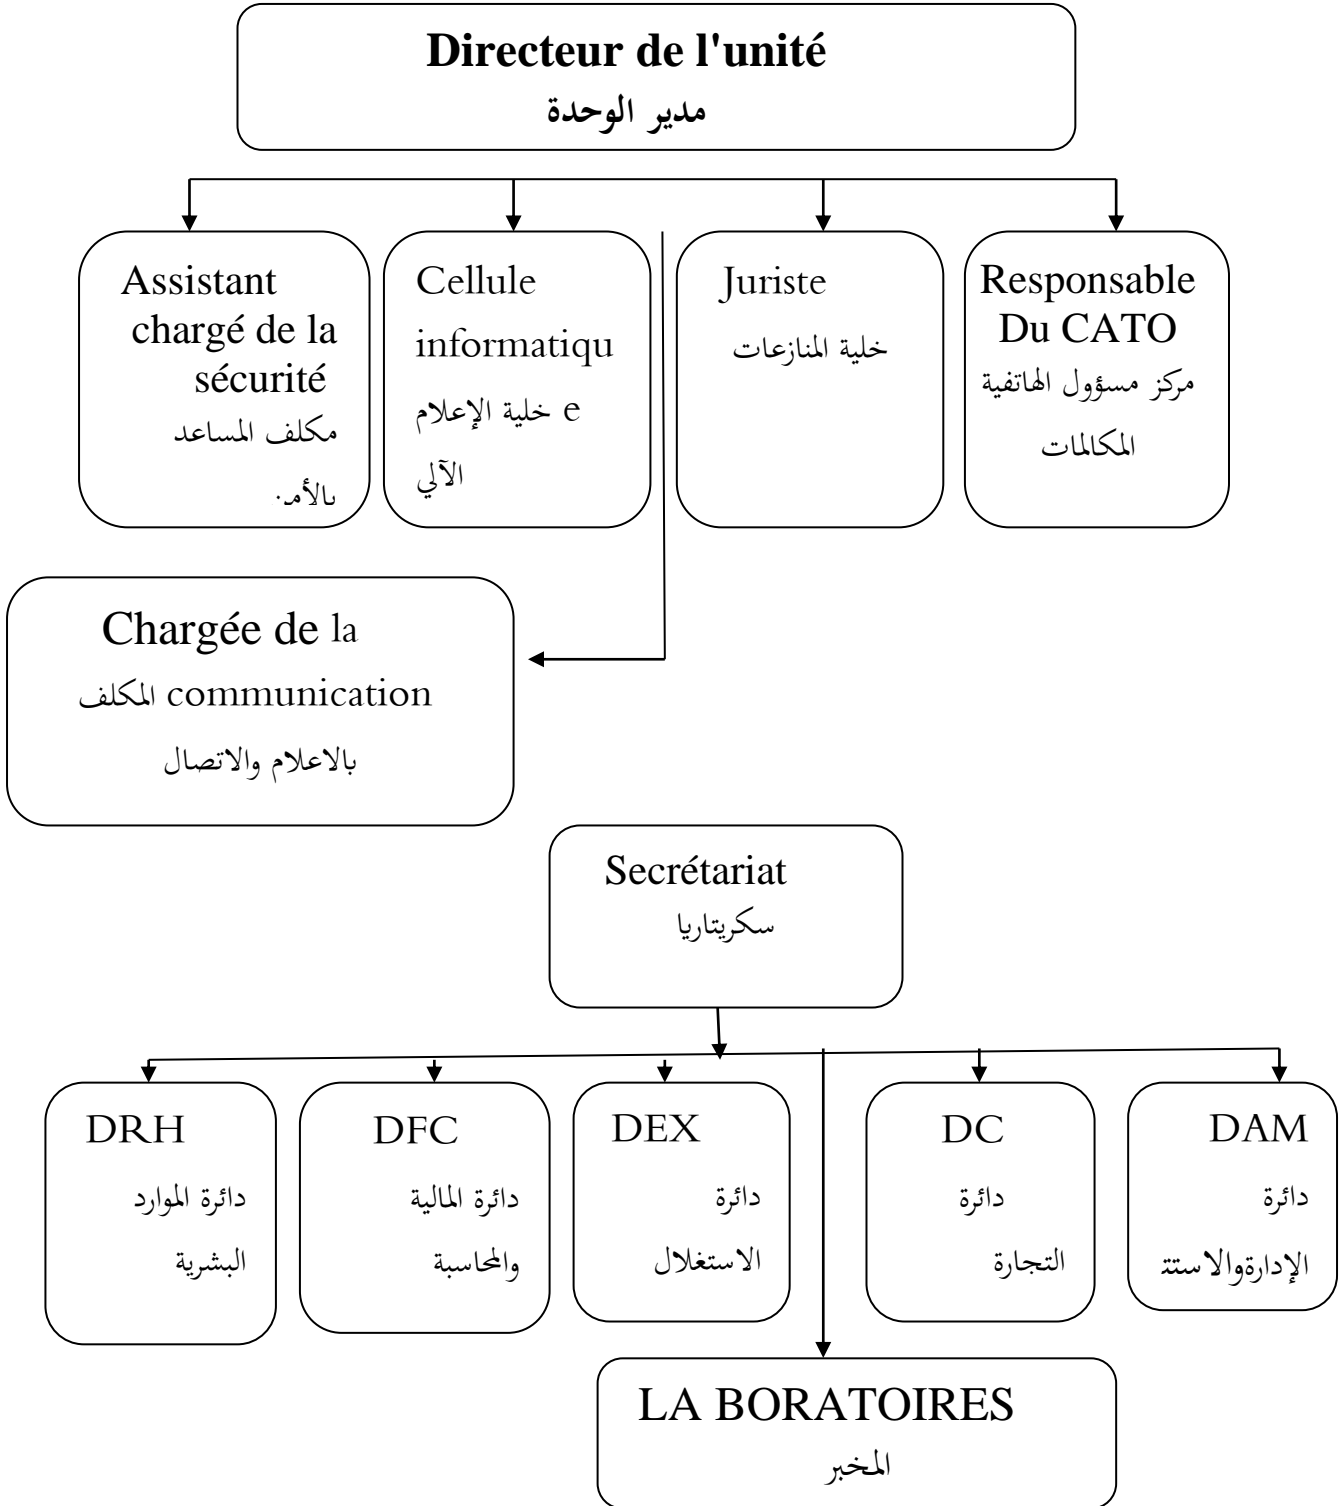 Directeur de l'unité
مدير الوحدة
Assistant
chargé de la
sécurité
مكلف المساعد
Cellule
informatiqu
e خلية الإعلام
الآلي
Juriste
خلية المنازعات
Responsable
Du CATO
مركز مسؤول الهاتفية
المكالمات
Chargée de la
communication المكلف
بالاعلام والاتصال
Secrétariat
سكريتاريا
DRH
دائرة الموارد
البشرية
DFC
دائرة المالية
والمحاسبة
DEX
دائرة
الاستغلال
DC
دائرة
التجارة
DAM
دائرة
LA BORATOIRES
المخبر